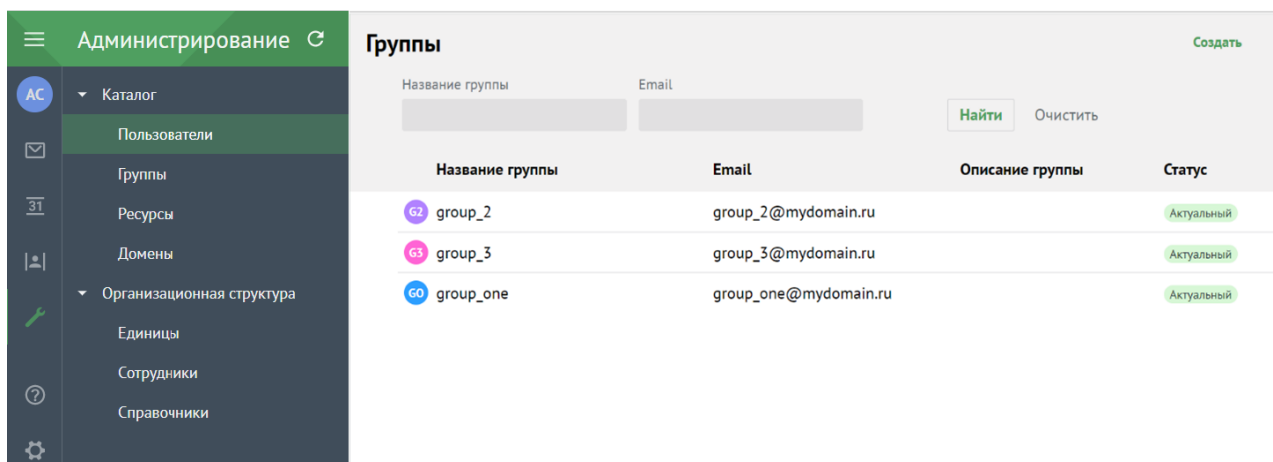 Администрирование
AC
Каталог
Пользователи
Группы
Ресурсы
31
Домены
Организационная структура
Единицы
Сотрудники
Справочники
Группы
Создать
Название группы Email
Найти Очистить
Название группы Email Описание группы Статус
G2 group_2 group_2@mydomain.ru Актуальный
G3 group_3 group_3@mydomain.ru Актуальный
GO group_one group_one@mydomain.ru Актуальный